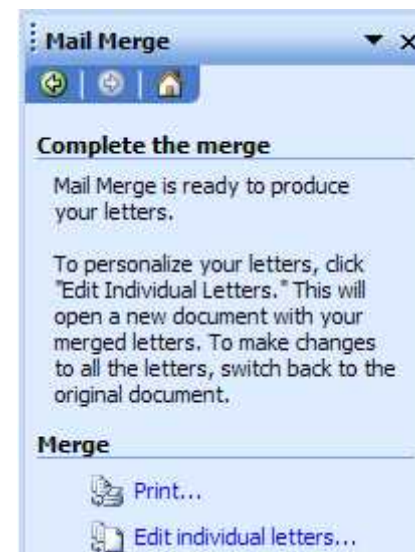 Mail Merge
Complete the merge
Mail Merge is ready to produce
your letters.
To personalize your letters, click
"Edit Individual Letters." This will
open a new document with your
merged letters. To make changes
to all the letters, switch back to the
original document.
Merge
Print...
Edit individual letters...